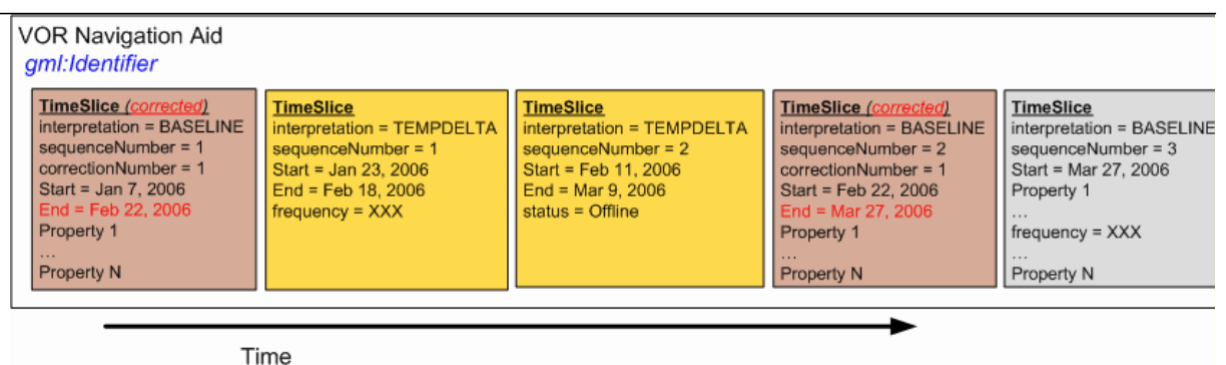 VOR Navigation Aid
gml:Identifier
TimeSlice (corrected)
interpretation = BASELINE
sequenceNumber = 1
correctionNumber = 1
Start = Jan 7, 2006
End = Feb 22, 2006
Property 1
...
Property N
TimeSlice
interpretation = TEMPDELTA
sequenceNumber = 1
Start = Jan 23, 2006
End = Feb 18, 2006
frequency = XXX
TimeSlice
interpretation = TEMPDELTA
sequenceNumber = 2
Start = Feb 11, 2006
End = Mar 9, 2006
status = Offline
TimeSlice (corrected)
interpretation = BASELINE
sequenceNumber = 2
correctionNumber = 1
Start = Feb 22, 2006
End = Mar 27, 2006
Property 1
...
Property N
TimeSlice
interpretation = BASELINE
sequenceNumber = 3
Start = Mar 27, 2006
Property 1
...
frequency = XXX
...
Property N
Time